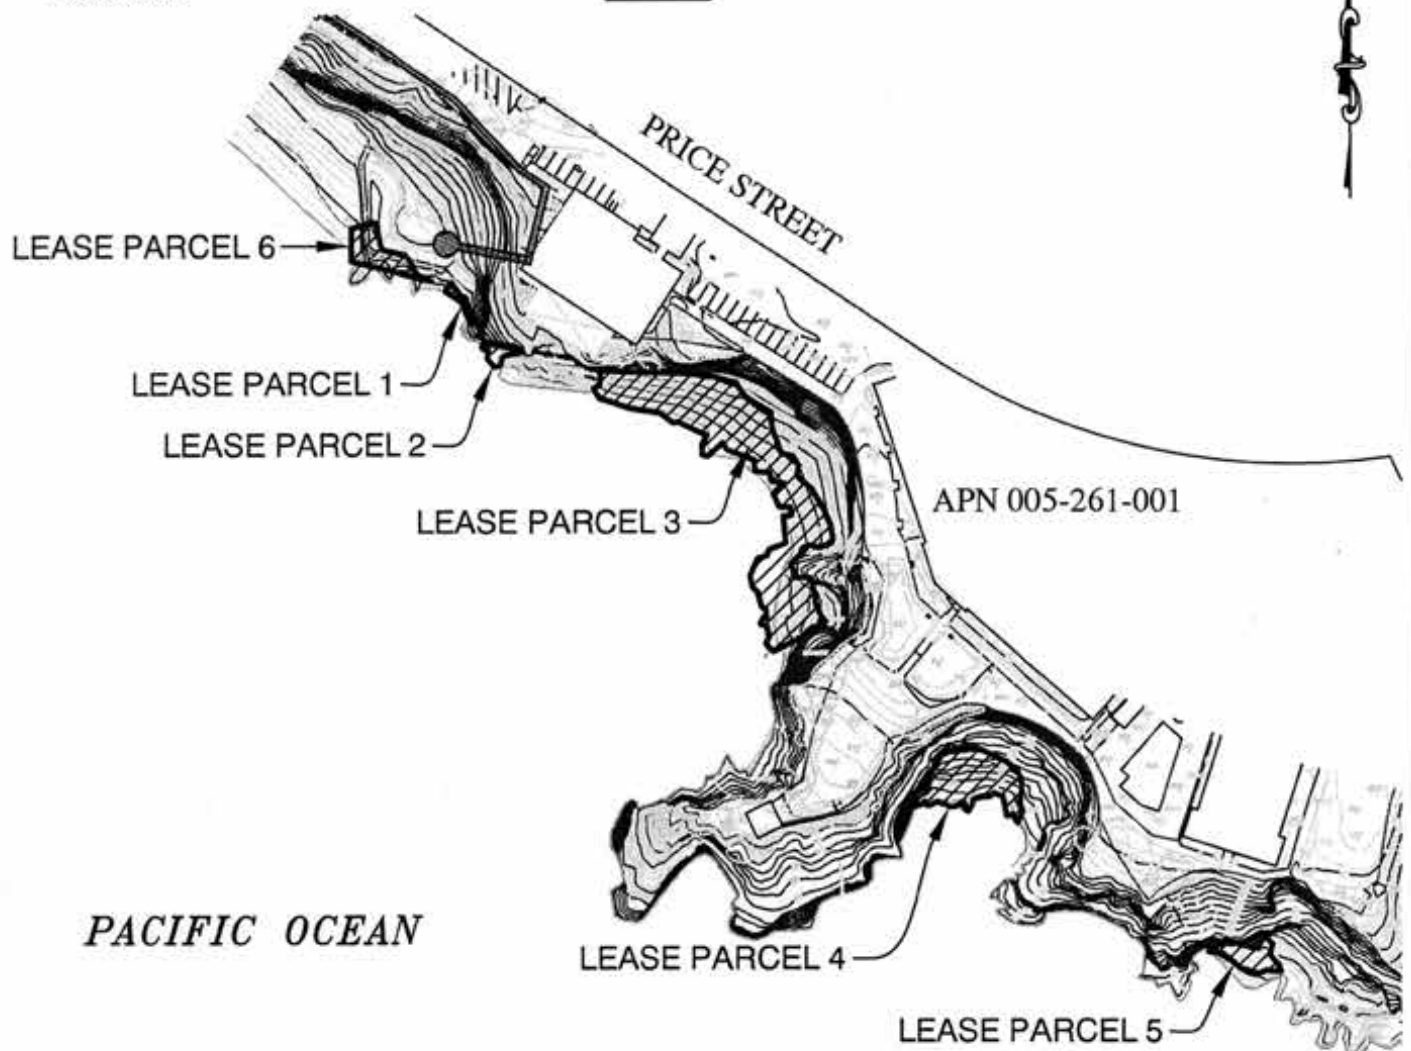 PRICE STREET
LEASE PARCEL 6
LEASE PARCEL 1
LEASE PARCEL 2
LEASE PARCEL 3
APN 005-261-001
PACIFIC OCEAN
LEASE PARCEL 4
LEASE PARCEL 5